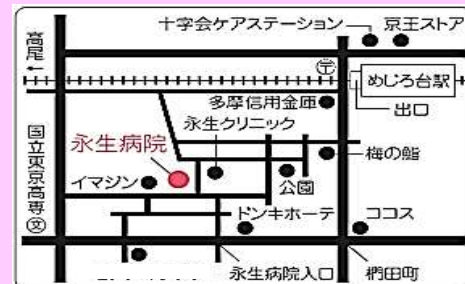 十字会ケアステーション
京王ストア
高尾
←
〒
めじろ台駅
出口
多摩信用金庫
永生クリニック
永生病院
梅の鮨
イマジン
公園
国立東京高専
文
ドンキホーテ
ココス
永生病院入口
椚田町